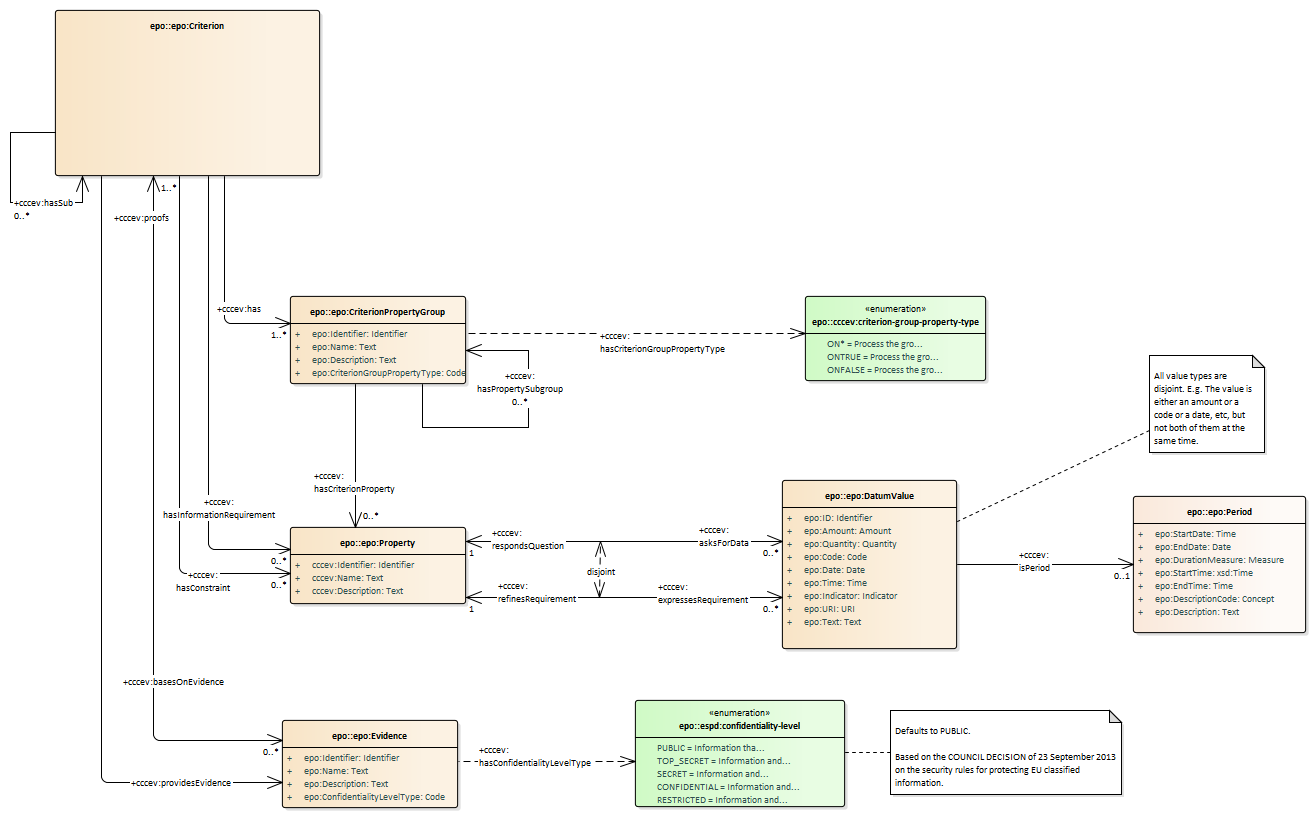 epo::epo:Criterion
+cccev:hasSub
0..*
+cccev:proofs
1..*
+cccev:has
1..*
epo::epo:CriterionPropertyGroup
+ epo:Identifier: Identifier
+ epo:Name: Text
+ epo:Description: Text
+ epo:CriterionGroupPropertyType: Code
+cccev:
hasCriterionGroupPropertyType
«enumeration»
epo::cccev:criterion-group-property-type
ON* = Process the gro...
ONTRUE = Process the gro...
ONFALSE = Process the gro...
+cccev:
hasPropertySubgroup
0..*
All value types are
disjoint. E.g. The value is
either an amount or a
code or a date, etc, but
not both of them at the
same time.
+cccev:
hasCriterionProperty
0..*
+cccev:
hasInformationRequirement
0..*
+cccev:
hasConstraint
0..*
epo::epo:Property
+ cccev:Identifier: Identifier
+ cccev:Name: Text
+ cccev:Description: Text
+cccev:
respondsQuestion
1
+cccev:
asksForData
0..*
disjoint
+cccev:
refinesRequirement
1
+cccev:
expressesRequirement
0..*
epo::epo:DatumValue
+ epo:ID: Identifier
+ epo:Amount: Amount
+ epo:Quantity: Quantity
+ epo:Code: Code
+ epo:Date: Date
+ epo:Time: Time
+ epo:Indicator: Indicator
+ epo:URI: URI
+ epo:Text: Text
+cccev:
isPeriod
0..1
epo::epo:Period
+ epo:StartDate: Time
+ epo:EndDate: Date
+ epo:DurationMeasure: Measure
+ epo:StartTime: xsd:Time
+ epo:EndTime: Time
+ epo:DescriptionCode: Concept
+ epo:Description: Text
+cccev:basesOnEvidence
0..*
+cccev:providesEvidence
epo::epo:Evidence
+ epo:Identifier: Identifier
+ epo:Name: Text
+ epo:Description: Text
+ epo:ConfidentialityLevelType: Code
+cccev:
hasConfidentialityLevelType
«enumeration»
epo::espd:confidentiality-level
PUBLIC = Information tha...
TOP_SECRET = Information and...
SECRET = Information and...
CONFIDENTIAL = Information and...
RESTRICTED = Information and...
Defaults to PUBLIC.
Based on the COUNCIL DECISION of 23 September 2013
on the security rules for protecting EU classified
information.